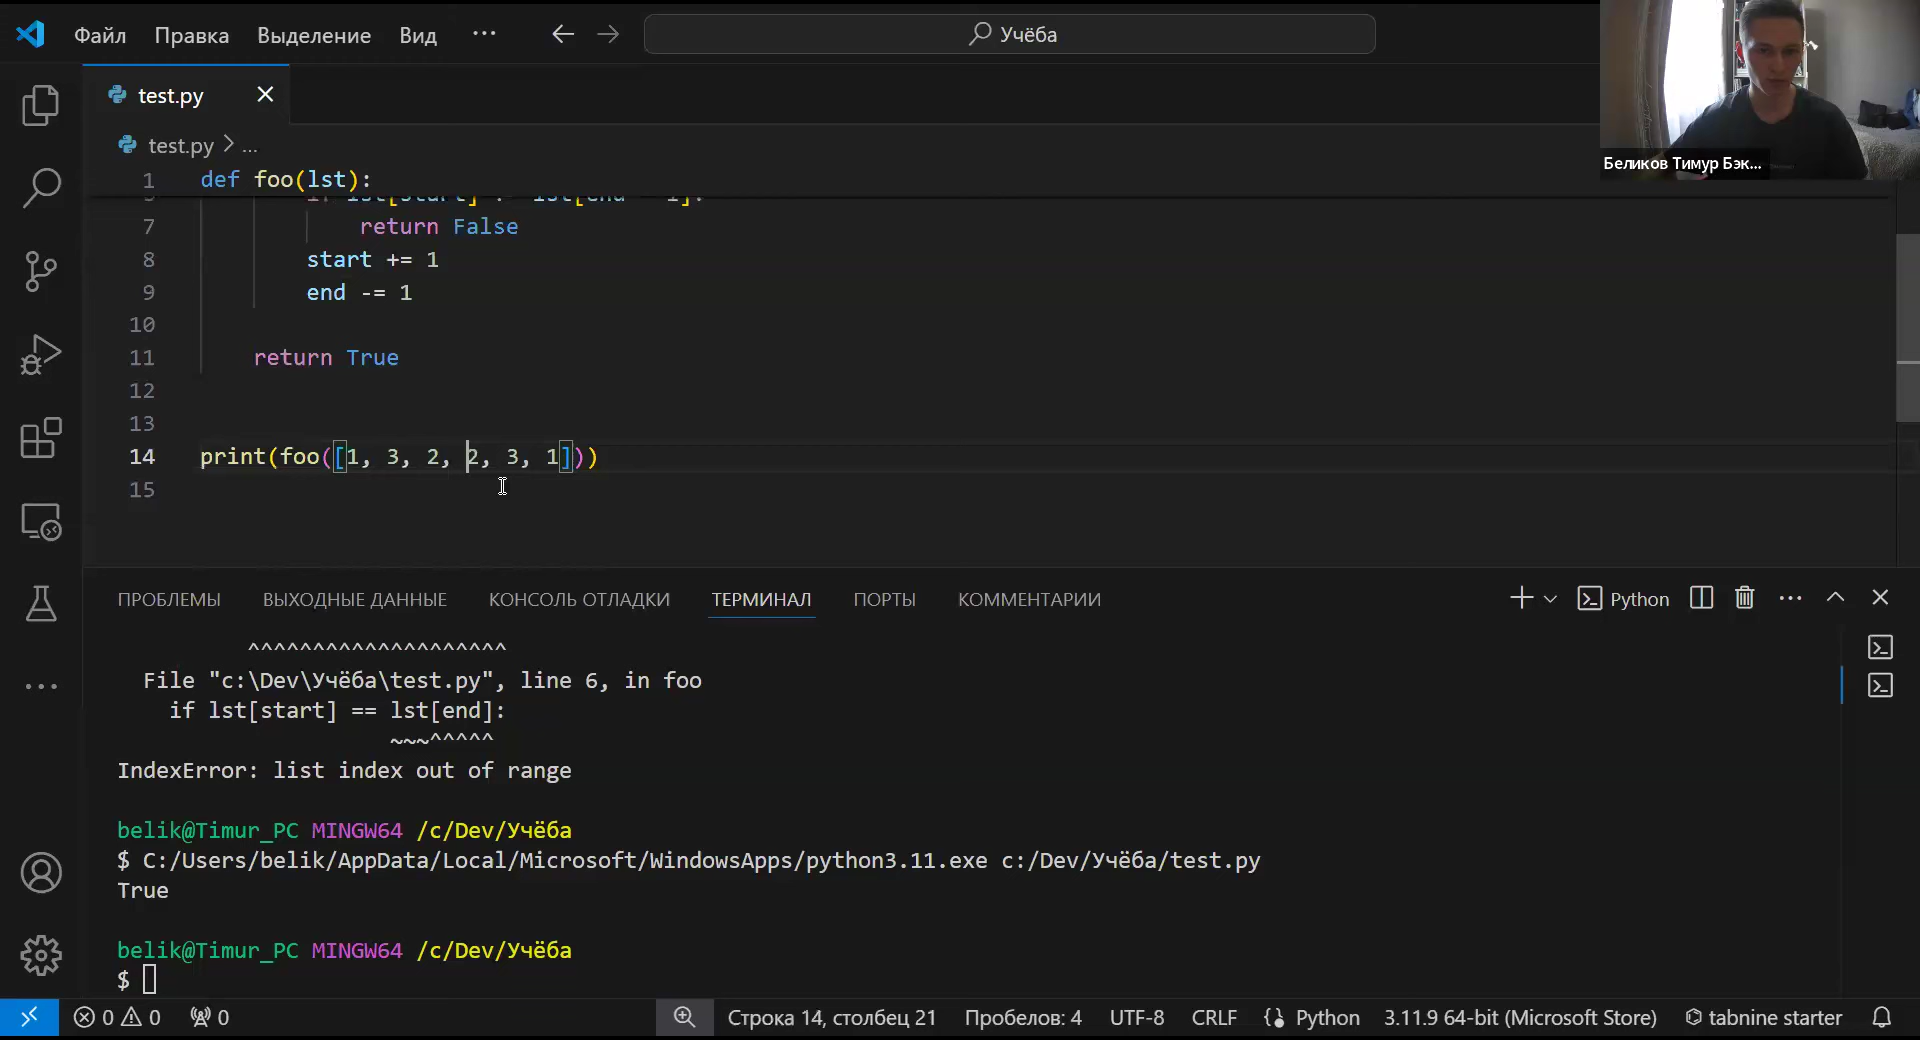 Файл Правка Выделение Вид ... Учёба
test.py
test.py > ...
Беликов Тимур Бэк...
1 def foo(lst):
7 return False
8 start += 1
9 end -= 1
10
11 return True
12
13
14 print(foo([1, 3, 2, 2, 3, 1]))
15
ПРОБЛЕМЫ ВЫХОДНЫЕ ДАННЫЕ КОНСОЛЬ ОТЛАДКИ ТЕРМИНАЛ ПОРТЫ КОММЕНТАРИИ Python
^^^^^^^^^^^^^^^^^^^^
File "c:\Dev\Учёба\test.py", line 6, in foo
if lst[start] == lst[end]:
~~~^^^^^
IndexError: list index out of range
belik@Timur_PC MINGW64 /c/Dev/Учёба
$ C:/Users/belik/AppData/Local/Microsoft/WindowsApps/python3.11.exe c:/Dev/Учёба/test.py
True
belik@Timur_PC MINGW64 /c/Dev/Учёба
$
0 0 0 Строка 14, столбец 21 Пробелов: 4 UTF-8 CRLF Python 3.11.9 64-bit (Microsoft Store) tabnine starter